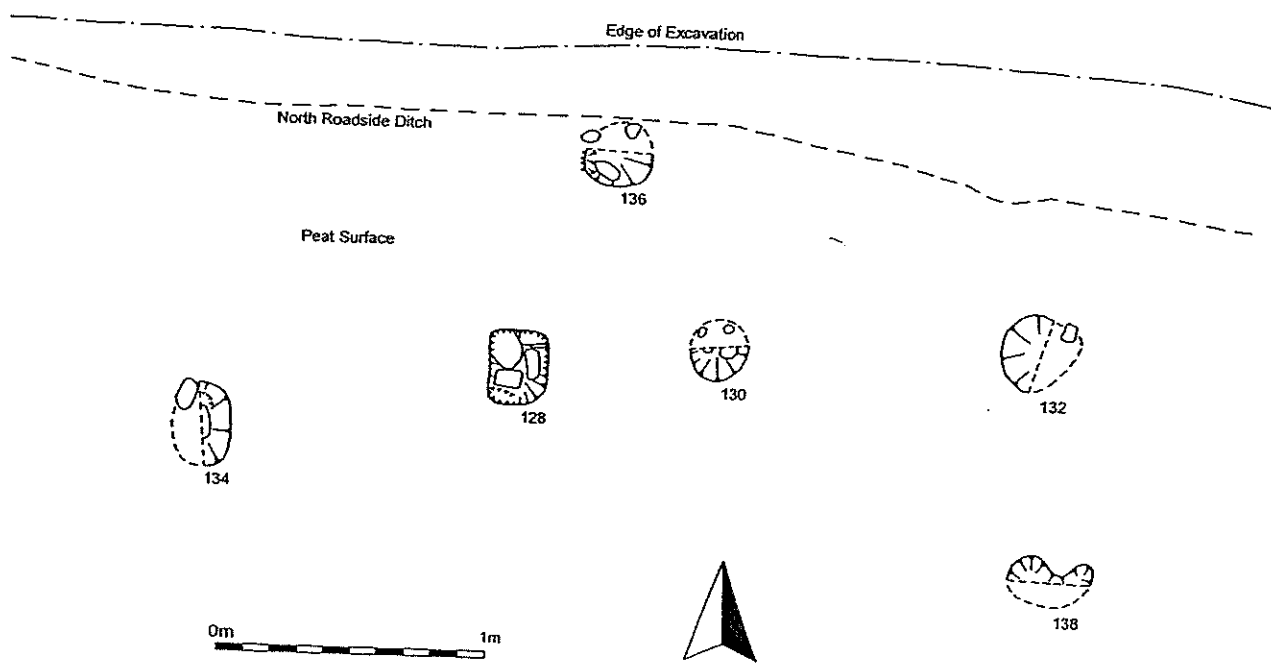 Edge of Excavation
North Roadside Ditch
136
Peat Surface
128
130
132
134
138
0m
1m